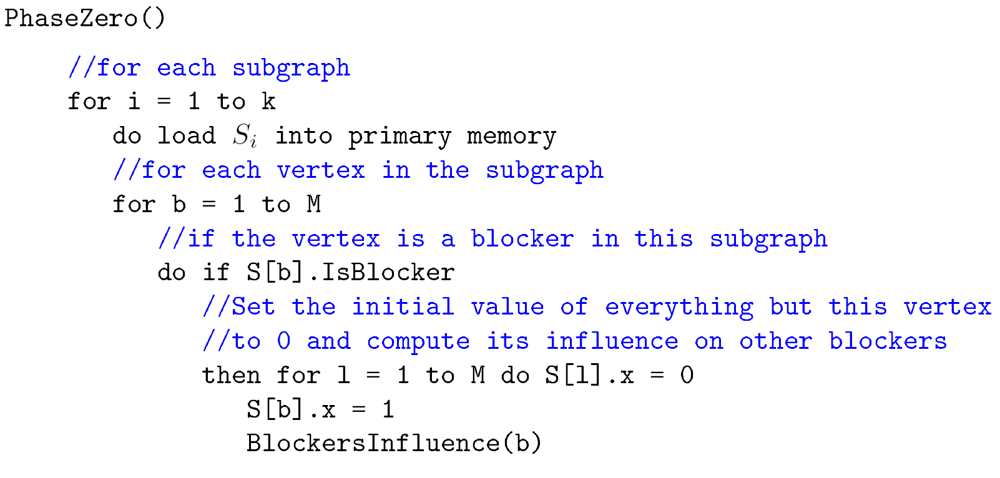 PhaseZero()
//for each subgraph
for i = 1 to k
do load S_i into primary memory
//for each vertex in the subgraph
for b = 1 to M
//if the vertex is a blocker in this subgraph
do if S[b].IsBlocker
//Set the initial value of everything but this vertex
//to 0 and compute its influence on other blockers
then for l = 1 to M do S[l].x = 0
S[b].x = 1
BlockersInfluence(b)